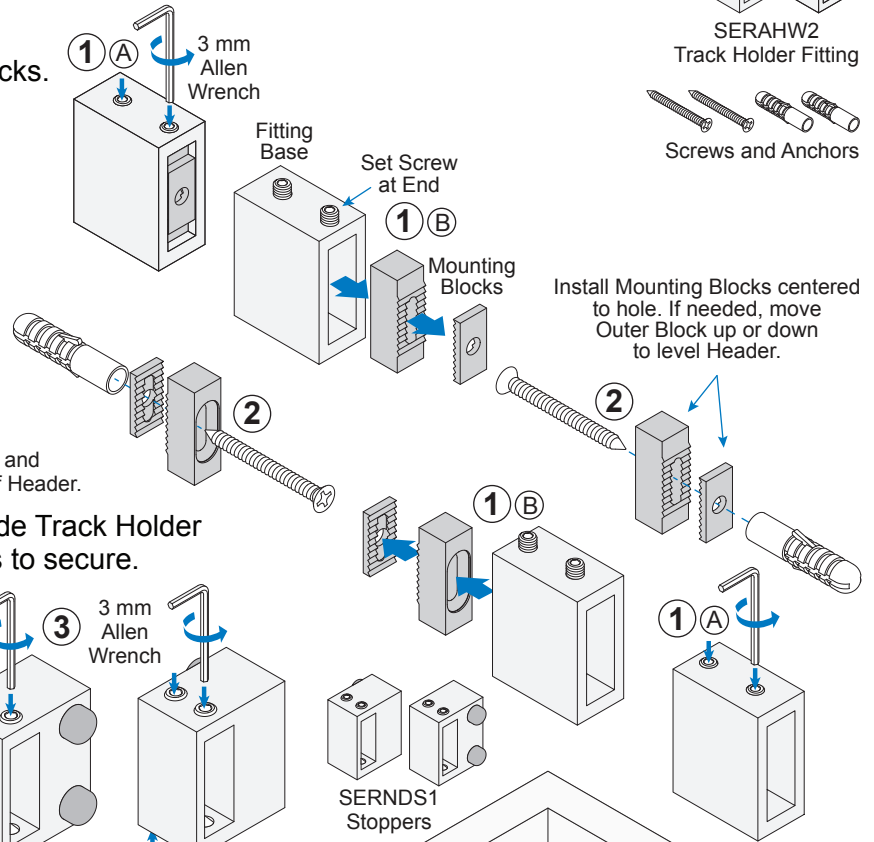 1 A
3 mm
Allen
Wrench
cks.
SERAHW2
Track Holder Fitting
Screws and Anchors
Fitting
Base
Set Screw
at End
1 B
Mounting
Blocks
Install Mounting Blocks centered
to hole. If needed, move
Outer Block up or down
to level Header.
2
2
and
f Header.
de Track Holder
s to secure.
1 B
3
3 mm
Allen
Wrench
1 A
SERNDS1
Stoppers